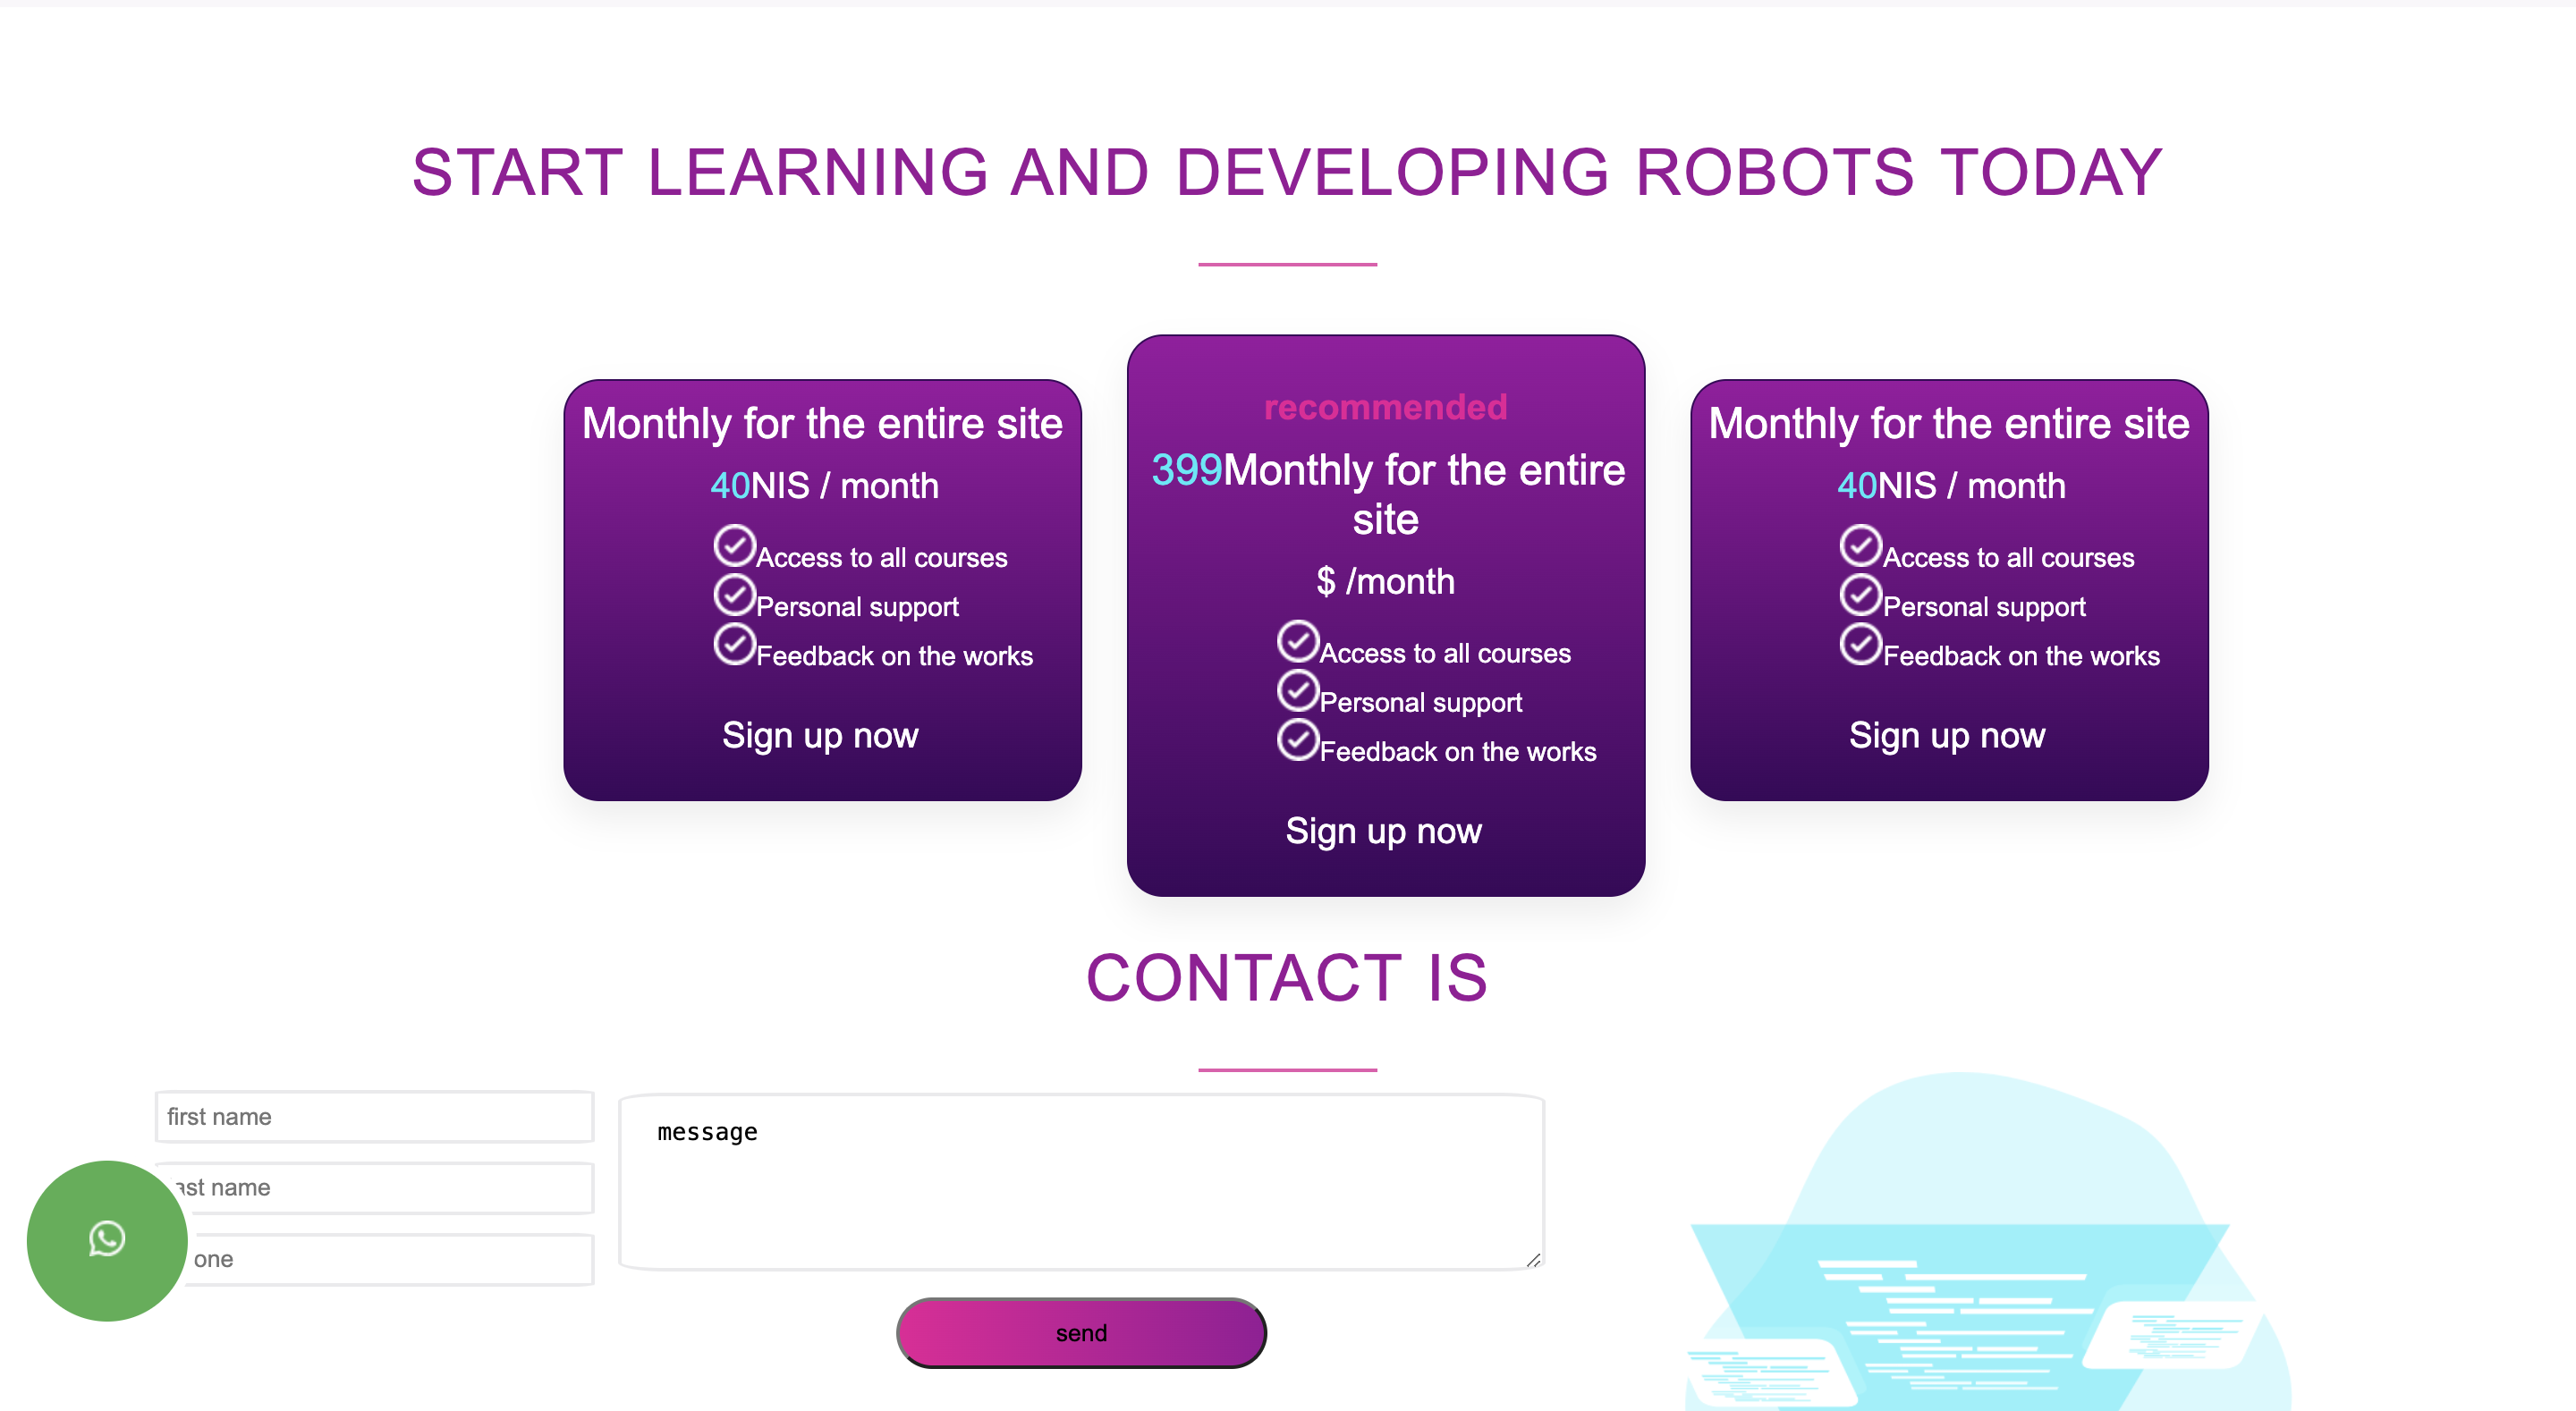 START LEARNING AND DEVELOPING ROBOTS TODAY
Monthly for the entire site
40NIS / month
Access to all courses
Personal support
Feedback on the works
Sign up now
recommended
399Monthly for the entire
site
$ /month
Access to all courses
Personal support
Feedback on the works
Sign up now
Monthly for the entire site
40NIS / month
Access to all courses
Personal support
Feedback on the works
Sign up now
CONTACT IS
first name
ast name
one
message
send